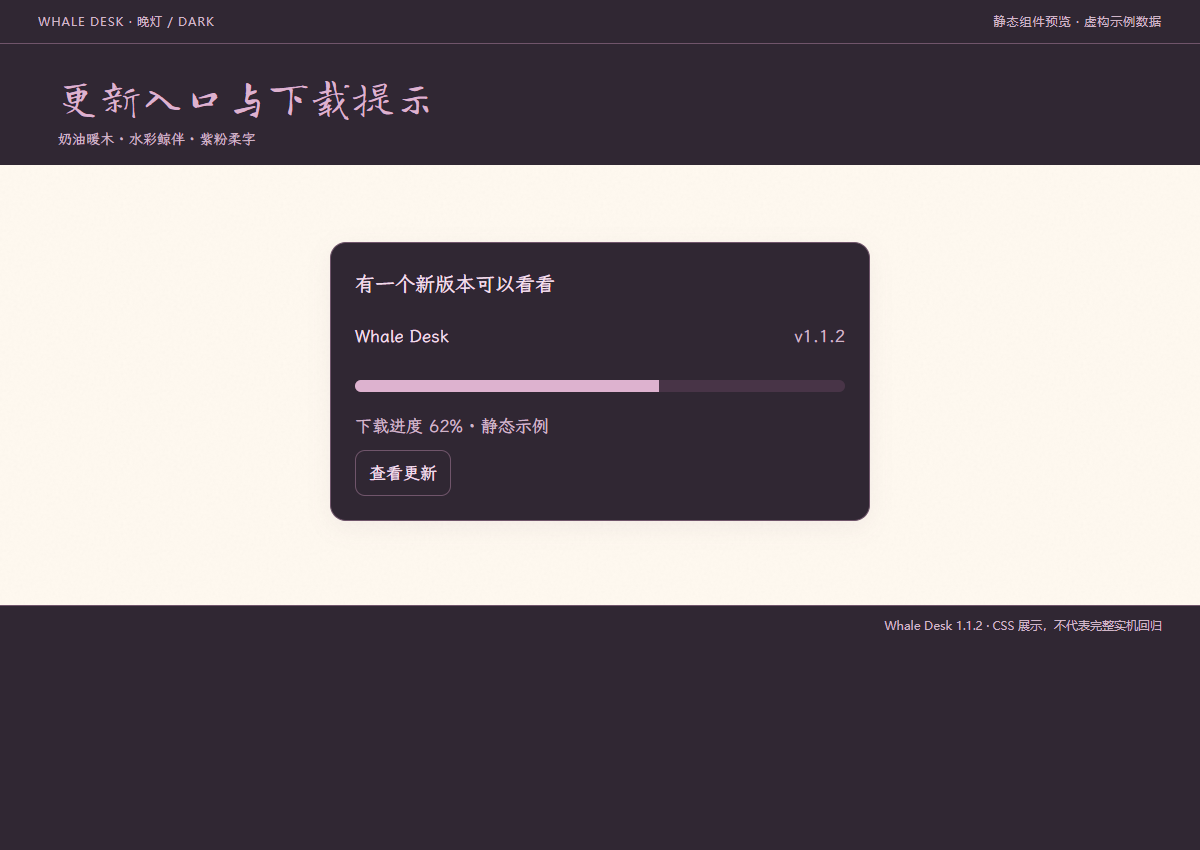 WHALE DESK · 晚灯 / DARK
静态组件预览 · 虚构示例数据
更新入口与下载提示
奶油暖木 · 水彩鲸伴 · 紫粉柔字
有一个新版本可以看看
Whale Desk
v1.1.2
下载进度 62% · 静态示例
查看更新
Whale Desk 1.1.2 · CSS 展示，不代表完整实机回归